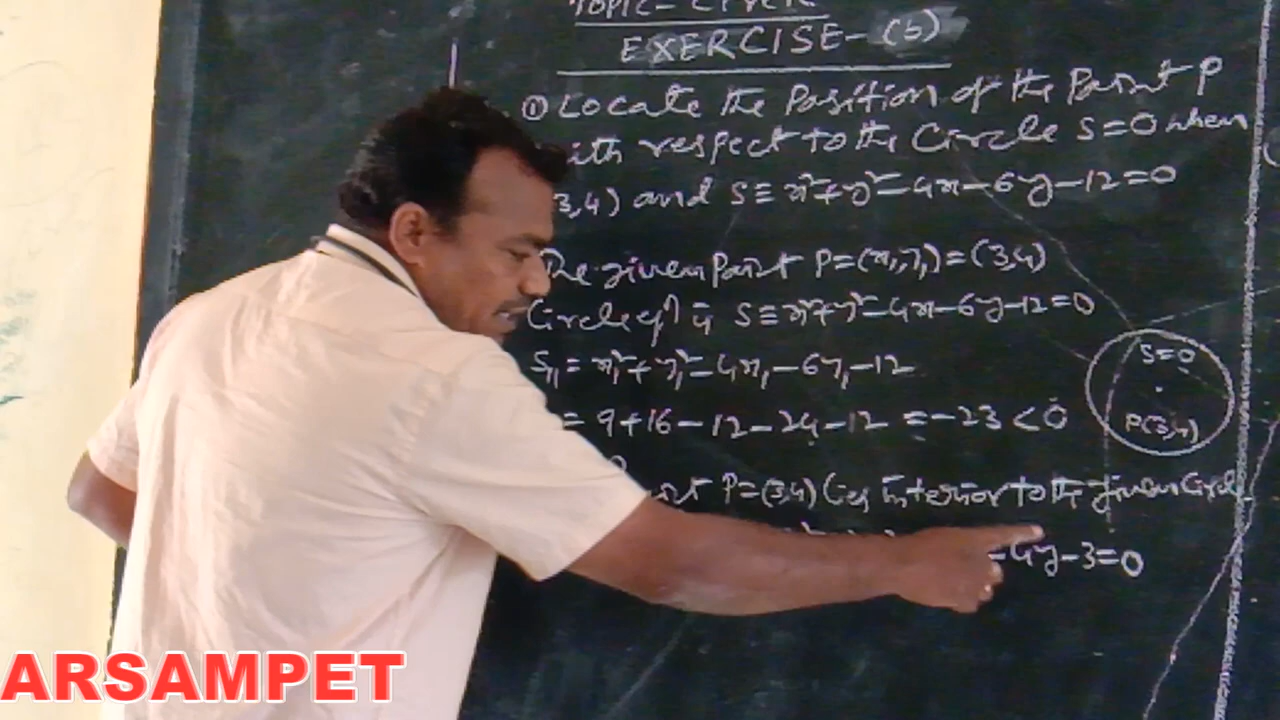 TOPIC- CIRCLE
EXERCISE-(b)
① Locate the Position of the Point P
ith respect to the Circle S=0 when
3,4) and S≡x²+y²-4x-6y-12=0
The given Point P=(x₁,y₁)=(3,4)
Circle eqⁿ is S≡x²+y²-4x-6y-12=0
S₁₁=x₁²+y₁²-4x₁-6y₁-12
=9+16-12-24-12=-23<0
S=0
P(3,4)
P=(3,4) lies interior to the given Circle
-4y-3=0
ARSAMPET